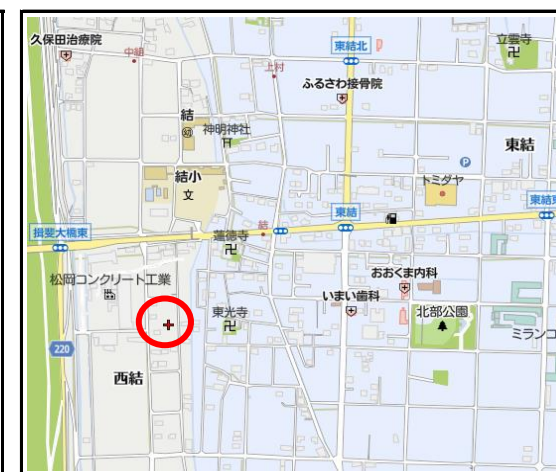 久保田治療院
中組
東結北
立雲寺
上村
ふるさわ接骨院
結
神明神社
東結
結小
文
トミダヤ
東結
東結東
揖斐大橋東
蓮徳寺
結
松岡コンクリート工業
おおくま内科
いまい歯科
東光寺
北部公園
ミランコ
220
西結